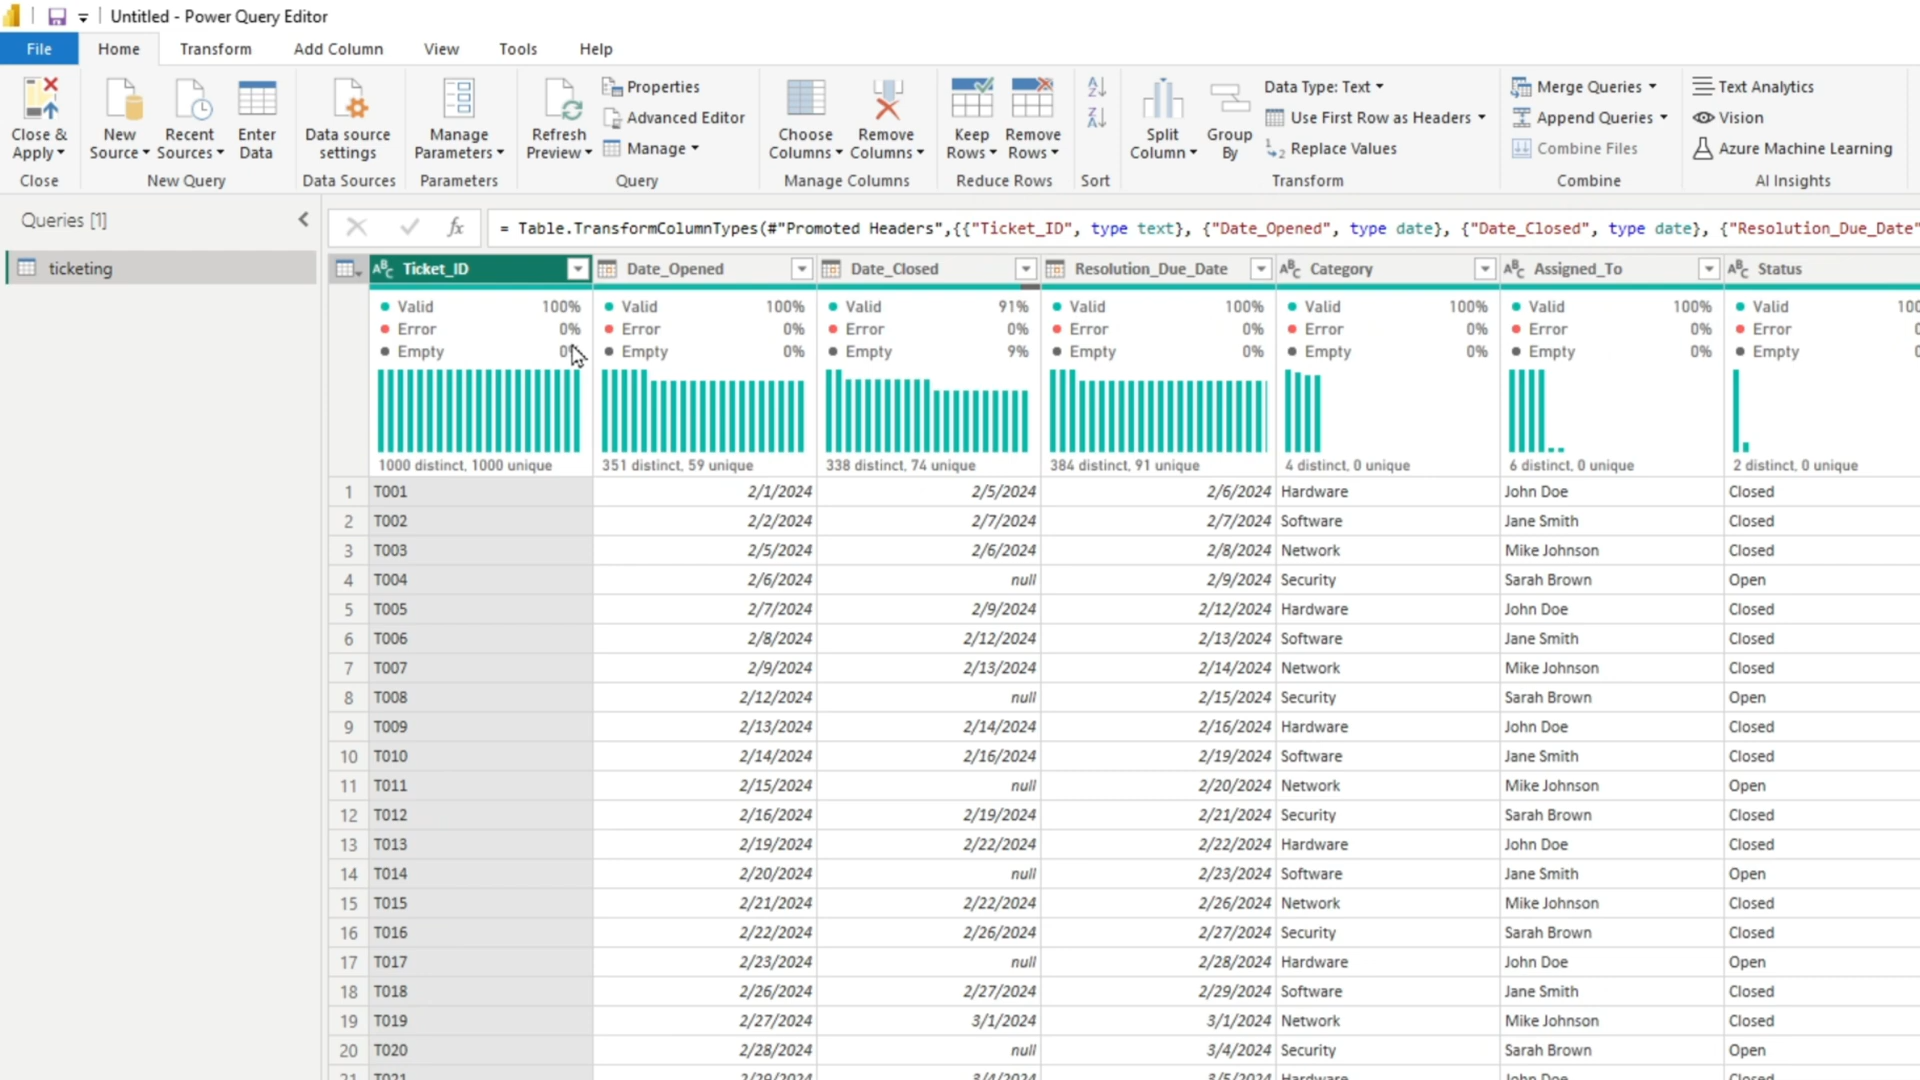 Untitled - Power Query Editor
File Home Transform Add Column View Tools Help
Close & Apply
New Source
Recent Sources
Enter Data
Data source settings
Manage Parameters
Refresh Preview
Properties
Advanced Editor
Manage
Choose Columns
Remove Columns
Keep Rows
Remove Rows
Split Column
Group By
Data Type: Text
Use First Row as Headers
Replace Values
Merge Queries
Append Queries
Combine Files
Text Analytics
Vision
Azure Machine Learning
Close New Query Data Sources Parameters Query Manage Columns Reduce Rows Sort Transform Combine AI Insights
Queries [1]
ticketing
fx = Table.TransformColumnTypes(#"Promoted Headers",{{"Ticket_ID", type text}, {"Date_Opened", type date}, {"Date_Closed", type date}, {"Resolution_Due_Date"
ABC Ticket_ID Date_Opened Date_Closed Resolution_Due_Date ABC Category ABC Assigned_To ABC Status
Valid 100% Valid 100% Valid 91% Valid 100% Valid 100% Valid 100% Valid
Error 0% Error 0% Error 0% Error 0% Error 0% Error 0% Error
Empty Empty 0% Empty 9% Empty 0% Empty 0% Empty 0% Empty
1000 distinct, 1000 unique 351 distinct, 59 unique 338 distinct, 74 unique 384 distinct, 91 unique 4 distinct, 0 unique 6 distinct, 0 unique 2 distinct, 0 unique
1 T001 2/1/2024 2/5/2024 2/6/2024 Hardware John Doe Closed
2 T002 2/2/2024 2/7/2024 2/7/2024 Software Jane Smith Closed
3 T003 2/5/2024 2/6/2024 2/8/2024 Network Mike Johnson Closed
4 T004 2/6/2024 null 2/9/2024 Security Sarah Brown Open
5 T005 2/7/2024 2/9/2024 2/12/2024 Hardware John Doe Closed
6 T006 2/8/2024 2/12/2024 2/13/2024 Software Jane Smith Closed
7 T007 2/9/2024 2/13/2024 2/14/2024 Network Mike Johnson Closed
8 T008 2/12/2024 null 2/15/2024 Security Sarah Brown Open
9 T009 2/13/2024 2/14/2024 2/16/2024 Hardware John Doe Closed
10 T010 2/14/2024 2/16/2024 2/19/2024 Software Jane Smith Closed
11 T011 2/15/2024 null 2/20/2024 Network Mike Johnson Open
12 T012 2/16/2024 2/19/2024 2/21/2024 Security Sarah Brown Closed
13 T013 2/19/2024 2/22/2024 2/22/2024 Hardware John Doe Closed
14 T014 2/20/2024 null 2/23/2024 Software Jane Smith Open
15 T015 2/21/2024 2/22/2024 2/26/2024 Network Mike Johnson Closed
16 T016 2/22/2024 2/26/2024 2/27/2024 Security Sarah Brown Closed
17 T017 2/23/2024 null 2/28/2024 Hardware John Doe Open
18 T018 2/26/2024 2/27/2024 2/29/2024 Software Jane Smith Closed
19 T019 2/27/2024 3/1/2024 3/1/2024 Network Mike Johnson Closed
20 T020 2/28/2024 null 3/4/2024 Security Sarah Brown Open
21 T021 2/29/2024 3/4/2024 3/5/2024 Hardware John Doe Closed